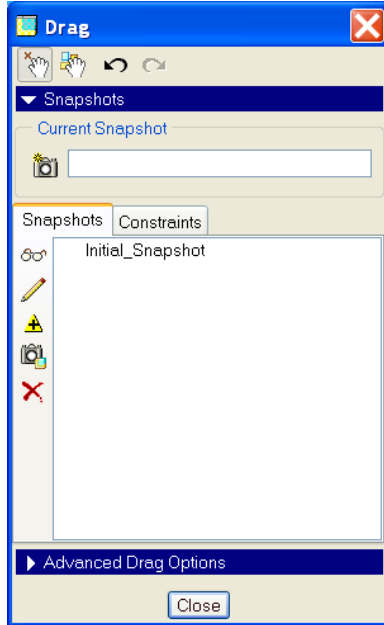 Drag
Snapshots
Current Snapshot
Snapshots Constraints
Initial_Snapshot
Advanced Drag Options
Close